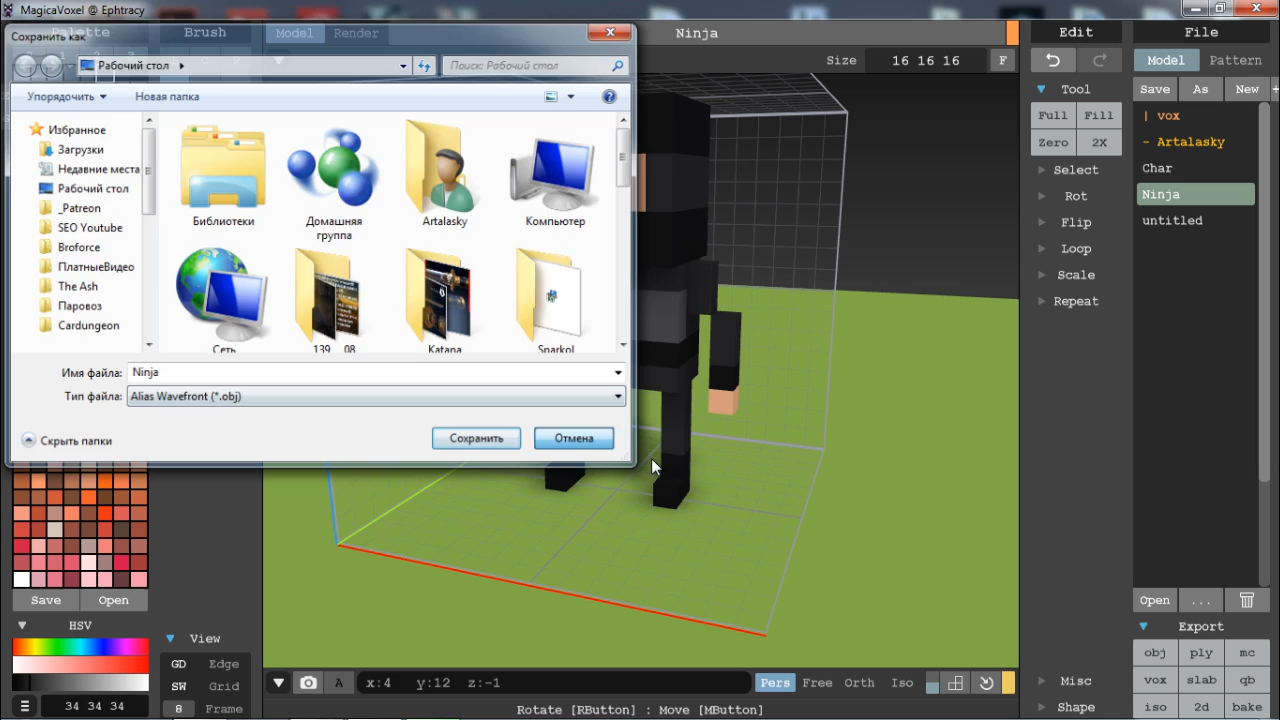 MagicaVoxel @ Ephtracy
Сохранить как
Palette
Brush
Model
Render
Ninja
Edit
File
Рабочий стол
Поиск: Рабочий стол
Size
16 16 16
F
Model
Pattern
Упорядочить
Новая папка
Tool
Save
As
New
+
Full
Fill
| vox
Zero
2X
- Artalasky
Избранное
Загрузки
Недавние места
Рабочий стол
_Patreon
SEO Youtube
Broforce
ПлатныеВидео
The Ash
Паровоз
Cardungeon
Библиотеки
Домашняя
группа
Artalasky
Компьютер
Сеть
139__08
Katana
Sparkol
Select
Char
Rot
Ninja
Flip
untitled
Loop
Scale
Repeat
Имя файла:
Ninja
Тип файла:
Alias Wavefront (*.obj)
Скрыть папки
Сохранить
Отмена
Save
Open
Open
...
HSV
View
Export
GD
Edge
obj
ply
mc
SW
Grid
A
x:4
y:12
z:-1
Pers
Free
Orth
Iso
Misc
vox
slab
qb
34 34 34
8
Frame
Rotate [RButton] : Move [MButton]
Shape
iso
2d
bake